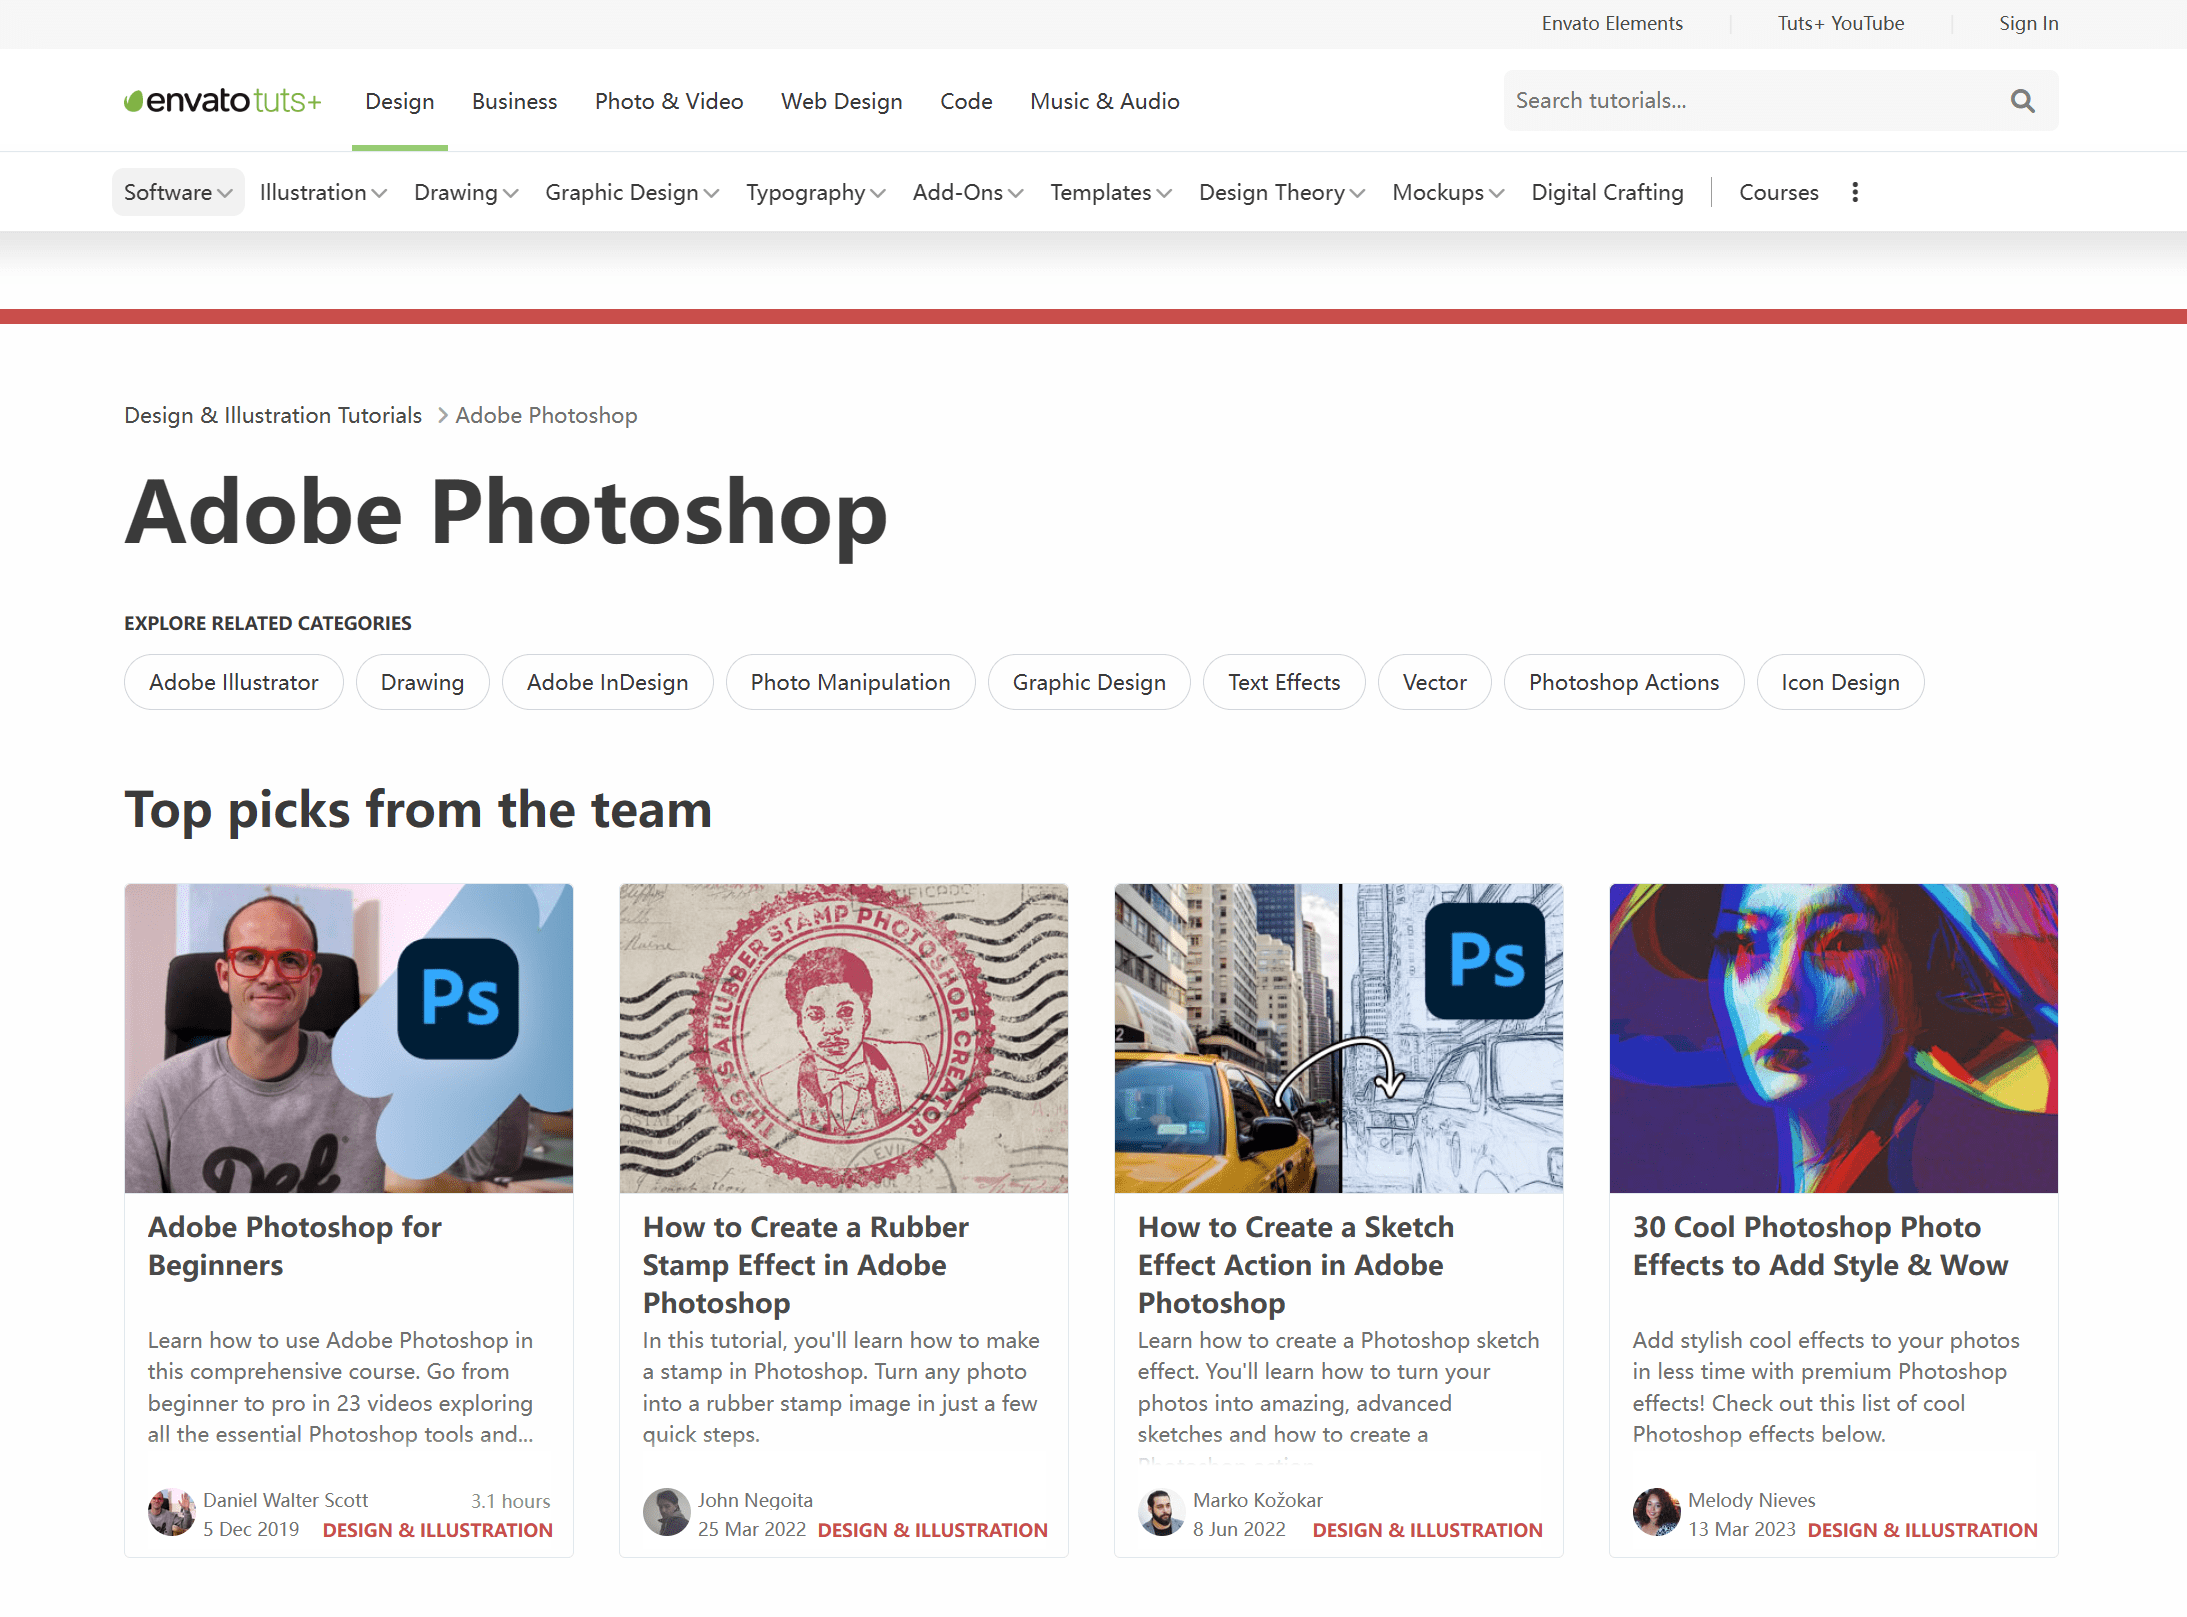 Envato Elements
Tuts+ YouTube
Sign In
envato tuts+
Design
Business
Photo & Video
Web Design
Code
Music & Audio
Search tutorials...
Software
Illustration
Drawing
Graphic Design
Typography
Add-Ons
Templates
Design Theory
Mockups
Digital Crafting
Courses
Design & Illustration Tutorials
Adobe Photoshop
Adobe Photoshop
EXPLORE RELATED CATEGORIES
Adobe Illustrator
Drawing
Adobe InDesign
Photo Manipulation
Graphic Design
Text Effects
Vector
Photoshop Actions
Icon Design
Top picks from the team
Ps
Adobe Photoshop for
Beginners
Learn how to use Adobe Photoshop in
this comprehensive course. Go from
beginner to pro in 23 videos exploring
all the essential Photoshop tools and...
Daniel Walter Scott
3.1 hours
5 Dec 2019
DESIGN & ILLUSTRATION
THIS IS A RUBBER STAMP PHOTOSHOP CREATOR
How to Create a Rubber
Stamp Effect in Adobe
Photoshop
In this tutorial, you'll learn how to make
a stamp in Photoshop. Turn any photo
into a rubber stamp image in just a few
quick steps.
John Negoita
25 Mar 2022
DESIGN & ILLUSTRATION
Ps
2
How to Create a Sketch
Effect Action in Adobe
Photoshop
Learn how to create a Photoshop sketch
effect. You'll learn how to turn your
photos into amazing, advanced
sketches and how to create a
Marko Kožokar
8 Jun 2022
DESIGN & ILLUSTRATION
30 Cool Photoshop Photo
Effects to Add Style & Wow
Add stylish cool effects to your photos
in less time with premium Photoshop
effects! Check out this list of cool
Photoshop effects below.
Melody Nieves
13 Mar 2023
DESIGN & ILLUSTRATION